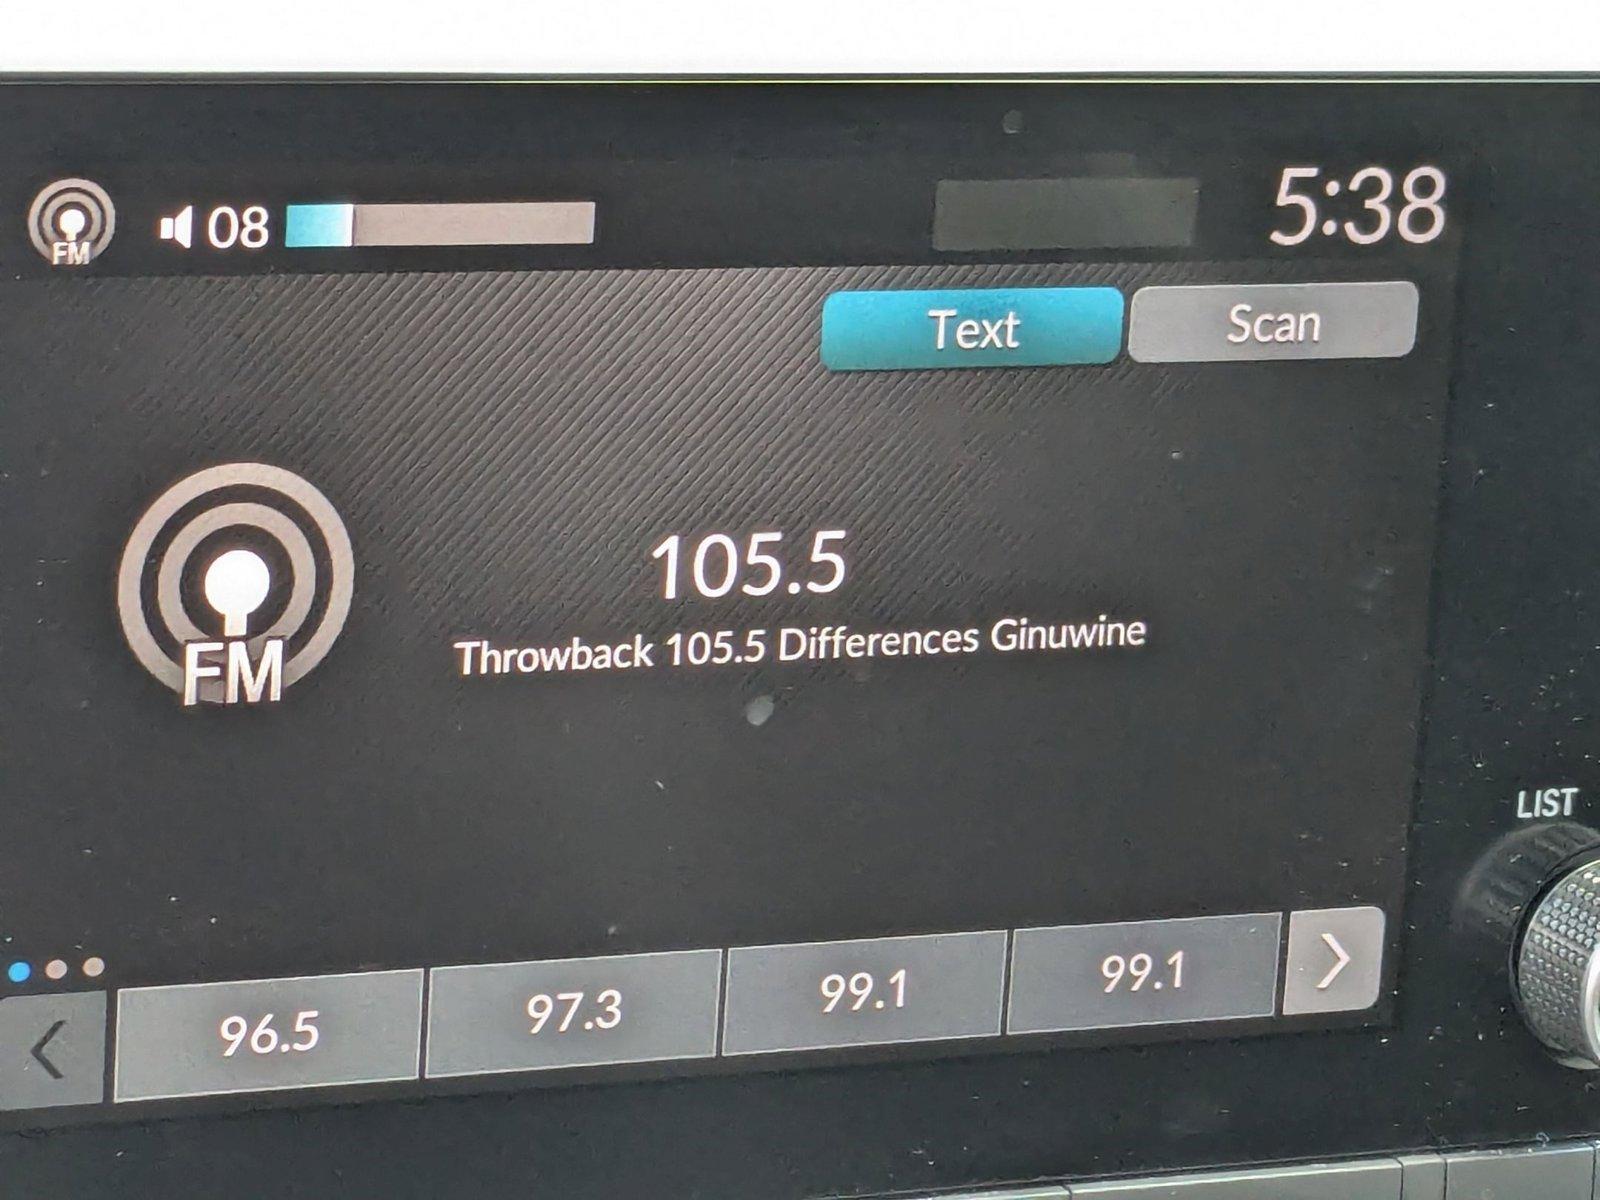 FM 08 5:38
Text Scan
FM
105.5
Throwback 105.5 Differences Ginuwine
LIST
96.5 97.3 99.1 99.1